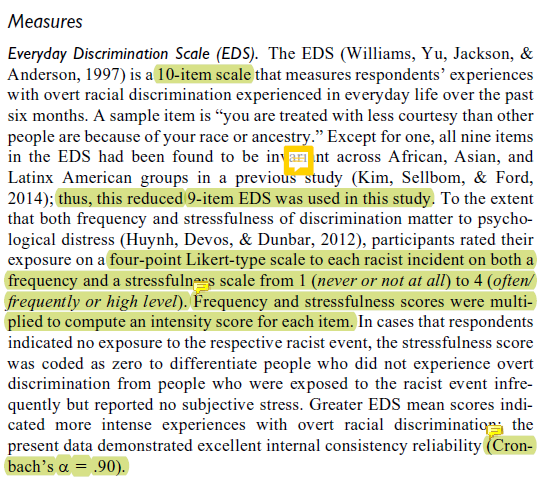 Measures
Everyday Discrimination Scale (EDS). The EDS (Williams, Yu, Jackson, &
Anderson, 1997) is a 10-item scale that measures respondents' experiences
with overt racial discrimination experienced in everyday life over the past
six months. A sample item is "you are treated with less courtesy than other
people are because of your race or ancestry." Except for one, all nine items
in the EDS had been found to be invariant across African, Asian, and
Latinx American groups in a previous study (Kim, Sellbom, & Ford,
2014); thus, this reduced 9-item EDS was used in this study. To the extent
that both frequency and stressfulness of discrimination matter to psycho-
logical distress (Huynh, Devos, & Dunbar, 2012), participants rated their
exposure on a four-point Likert-type scale to each racist incident on both a
frequency and a stressfulness scale from 1 (never or not at all) to 4 (often/
frequently or high level). Frequency and stressfulness scores were multi-
plied to compute an intensity score for each item. In cases that respondents
indicated no exposure to the respective racist event, the stressfulness score
was coded as zero to differentiate people who did not experience overt
discrimination from people who were exposed to the racist event infre-
quently but reported no subjective stress. Greater EDS mean scores indi-
cated more intense experiences with overt racial discrimination; the
present data demonstrated excellent internal consistency reliability (Cron-
bach's α = .90).